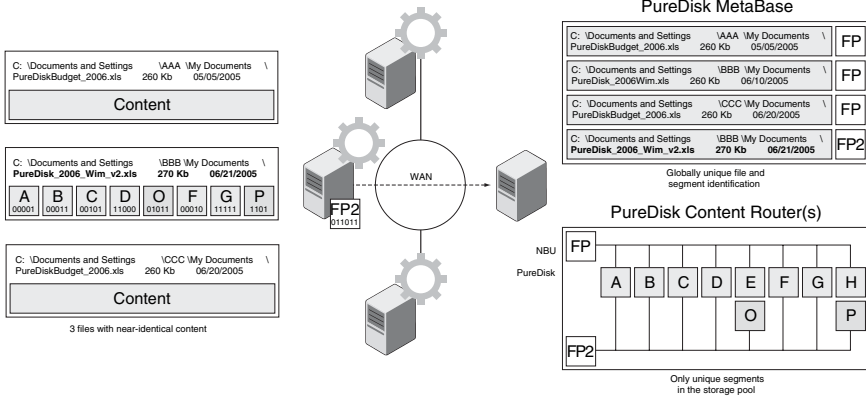 C: \Documents and Settings \AAA \My Documents \
PureDiskBudget_2006.xls 260 Kb 05/05/2005
Content
C: \Documents and Settings \BBB \My Documents \
PureDisk_2006_Wim_v2.xls 270 Kb 06/21/2005
A B C D O F G P
00001 00011 00101 11000 01011 00010 11111 1101
C: \Documents and Settings \CCC \My Documents \
PureDiskBudget_2006.xls 260 Kb 06/20/2005
Content
3 files with near-identical content
FP2
011011
WAN
PureDisk MetaBase
C: \Documents and Settings \AAA \My Documents \
PureDiskBudget_2006.xls 260 Kb 05/05/2005
FP
C: \Documents and Settings \BBB \My Documents \
PureDisk_2006Wim.xls 260 Kb 06/10/2005
FP
C: \Documents and Settings \CCC \My Documents \
PureDiskBudget_2006.xls 260 Kb 06/20/2005
FP
C: \Documents and Settings \BBB \My Documents \
PureDisk_2006_Wim_v2.xls 270 Kb 06/21/2005
FP2
Globally unique file and
segment identification
PureDisk Content Router(s)
NBU
FP
PureDisk
A B C D E F G H
O P
FP2
Only unique segments
in the storage pool